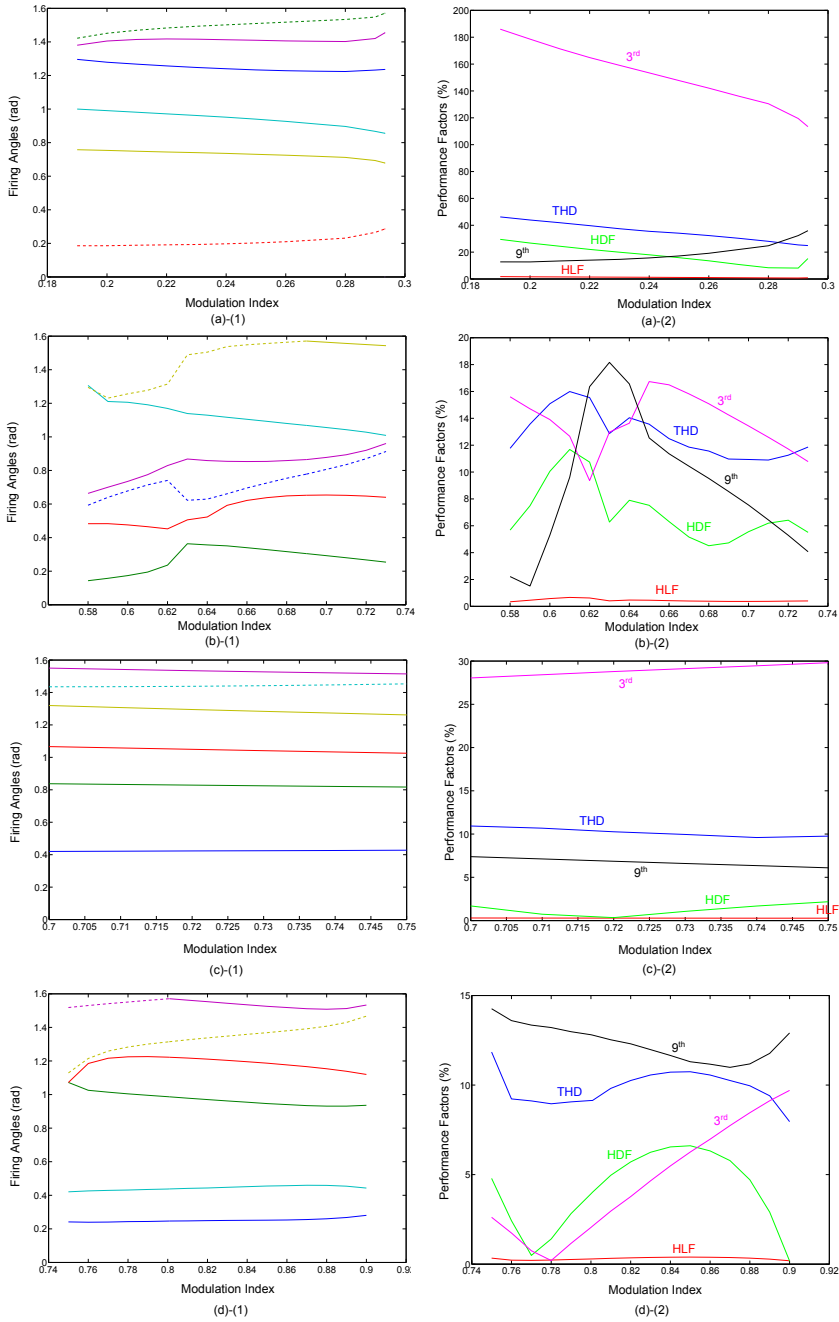 1.6
1.4
1.2
1
0.8
0.6
0.4
0.2
0
Firing Angles (rad)
0.18 0.2 0.22 0.24 0.26 0.28 0.3
Modulation Index
(a)-(1)
200
180
160
140
120
100
80
60
40
20
0
Performance Factors (%)
3rd
THD
HDF
9th
HLF
0.18 0.2 0.22 0.24 0.26 0.28 0.3
Modulation Index
(a)-(2)
1.6
1.4
1.2
1
0.8
0.6
0.4
0.2
0
Firing Angles (rad)
0.58 0.6 0.62 0.64 0.66 0.68 0.7 0.72 0.74
Modulation Index
(b)-(1)
20
18
16
14
12
10
8
6
4
2
0
Performance Factors (%)
3rd
THD
9th
HDF
HLF
0.58 0.6 0.62 0.64 0.66 0.68 0.7 0.72 0.74
Modulation Index
(b)-(2)
1.6
1.4
1.2
1
0.8
0.6
0.4
0.2
0
Firing Angles (rad)
0.7 0.705 0.71 0.715 0.72 0.725 0.73 0.735 0.74 0.745 0.75
Modulation Index
(c)-(1)
30
25
20
15
10
5
0
Performance Factors (%)
3rd
THD
9th
HDF
HLF
0.7 0.705 0.71 0.715 0.72 0.725 0.73 0.735 0.74 0.745 0.75
Modulation Index
(c)-(2)
1.6
1.4
1.2
1
0.8
0.6
0.4
0.2
0
Firing Angles (rad)
0.74 0.76 0.78 0.8 0.82 0.84 0.86 0.88 0.9
Modulation Index
(d)-(1)
15
10
5
0
Performance Factors (%)
9th
THD
3rd
HDF
HLF
0.74 0.76 0.78 0.8 0.82 0.84 0.86 0.88 0.9 0.92
Modulation Index
(d)-(2)